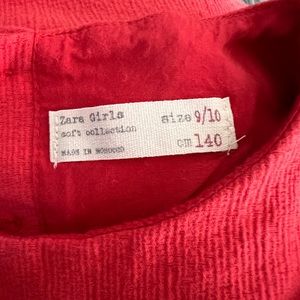 Zara Girls size 9/10
soft collection
MADE IN MOROCCO cm 140